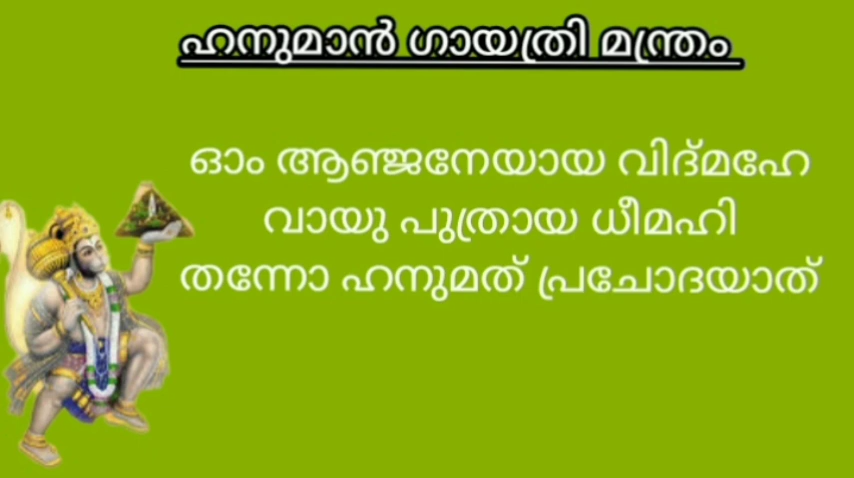 ഹനുമാൻ ഗായത്രി മന്ത്രം
ഓം ആഞ്ജനേയായ വിദ്മഹേ
വായു പുത്രായ ധീമഹി
തന്നോ ഹനുമത് പ്രചോദയാത്